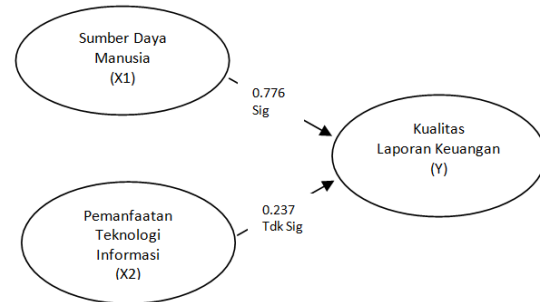 Sumber Daya
Manusia
(X1)
0.776
Sig
Kualitas
Laporan Keuangan
(Y)
Pemanfaatan
Teknologi
Informasi
(X2)
0.237
Tdk Sig